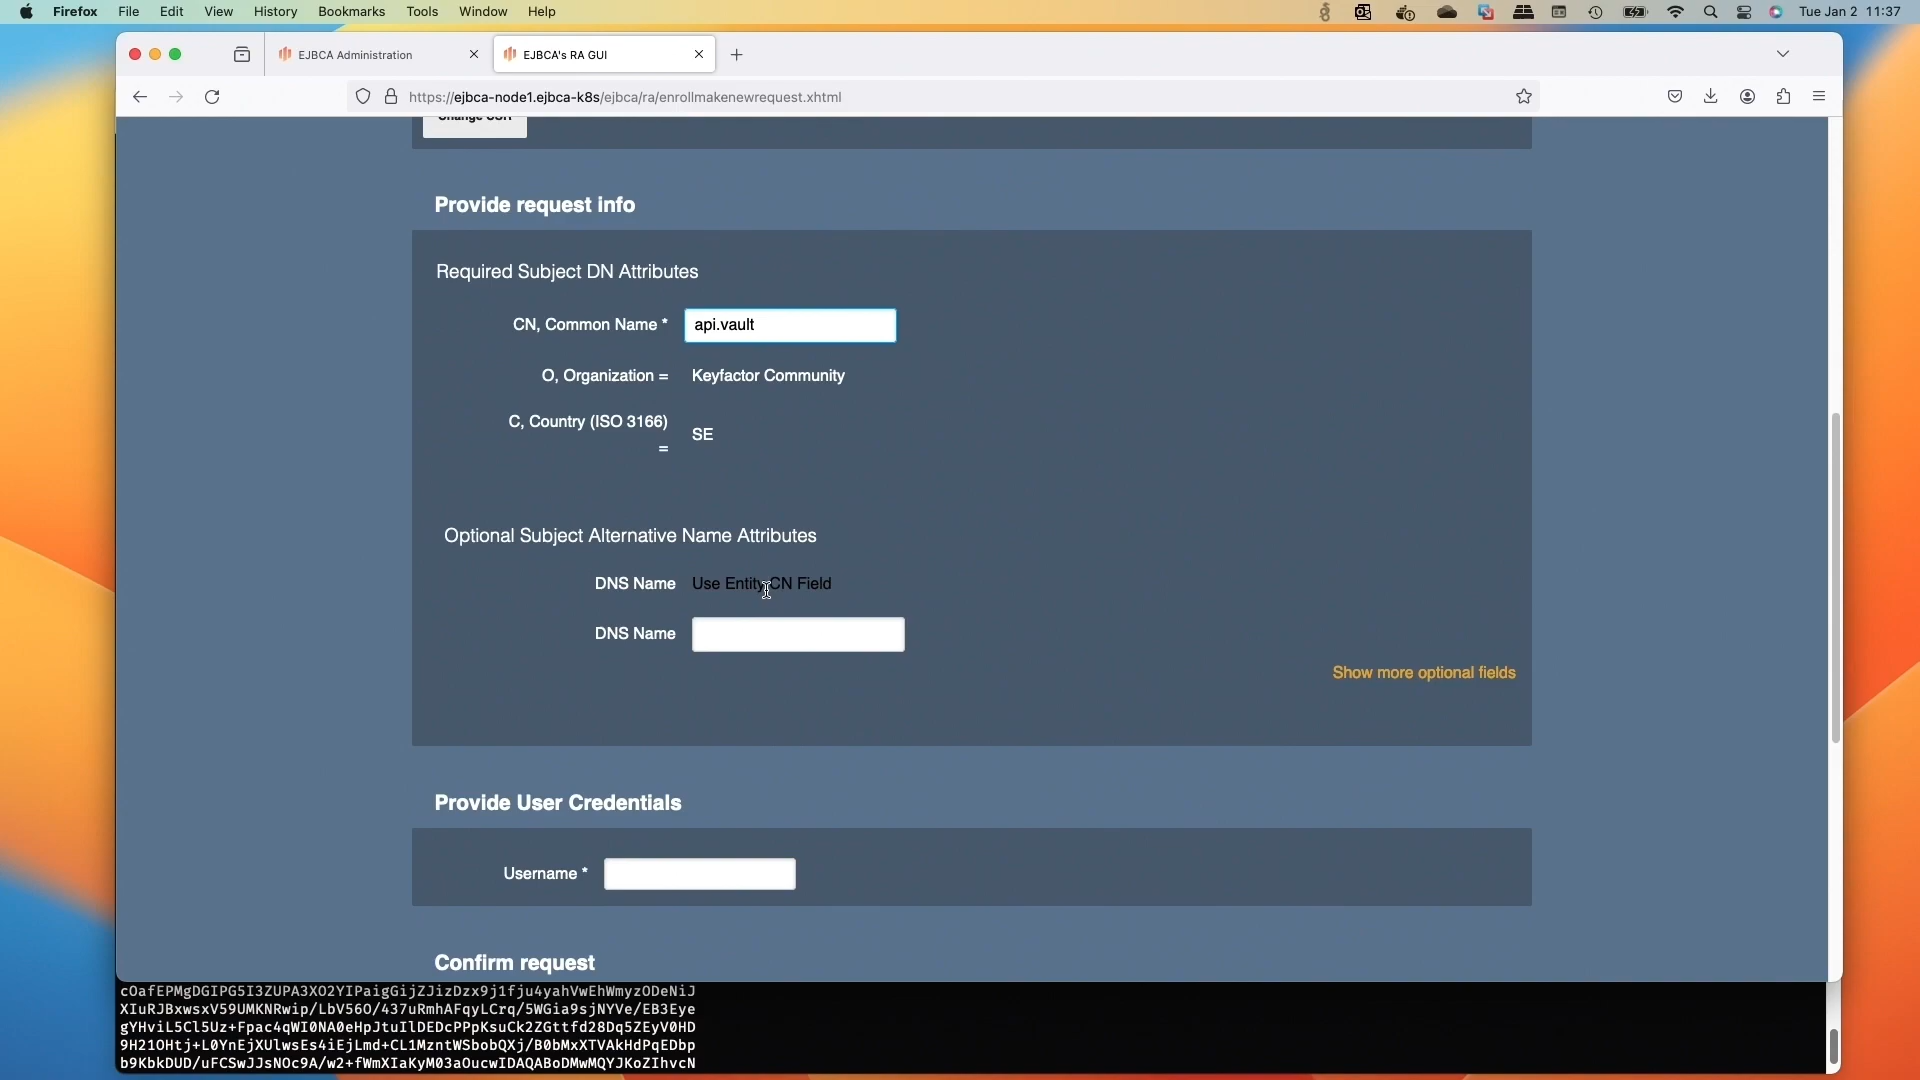 Firefox File Edit View History Bookmarks Tools Window Help Tue Jan 2 11:37
EJBCA Administration EJBCA's RA GUI
https://ejbca-node1.ejbca-k8s/ejbca/ra/enrollmakenewrequest.xhtml
Change CSR
Provide request info
Required Subject DN Attributes
CN, Common Name * api.vault
O, Organization = Keyfactor Community
C, Country (ISO 3166)
= SE
Optional Subject Alternative Name Attributes
DNS Name Use Entity CN Field
DNS Name
Show more optional fields
Provide User Credentials
Username *
Confirm request
cOafEPMgDGIPG5I3ZUPA3XO2YIPaigGijZJizDzx9j1fju4yahVwEhWmyzODeNiJ
XIuRJBxwsxV59UMKNRwip/LbV56O/437uRmhAFqyLCrq/5WGia9sjNYVe/EB3Eye
gYHviL5Cl5Uz+Fpac4qWI0NA0eHpJtuIlDEDcPPpKsuCk2ZGttfd28Dq5ZEyV0HD
9H21OHtj+L0YnEjXUlwsEs4iEjLmd+CL1MzntWSbobQXj/B0bMxXTVAkHdPqEDbp
b9KbkDUD/uFCSwJJsNOc9A/w2+fWmXIaKyM03aOucwIDAQABoDMwMQYJKoZIhvcN